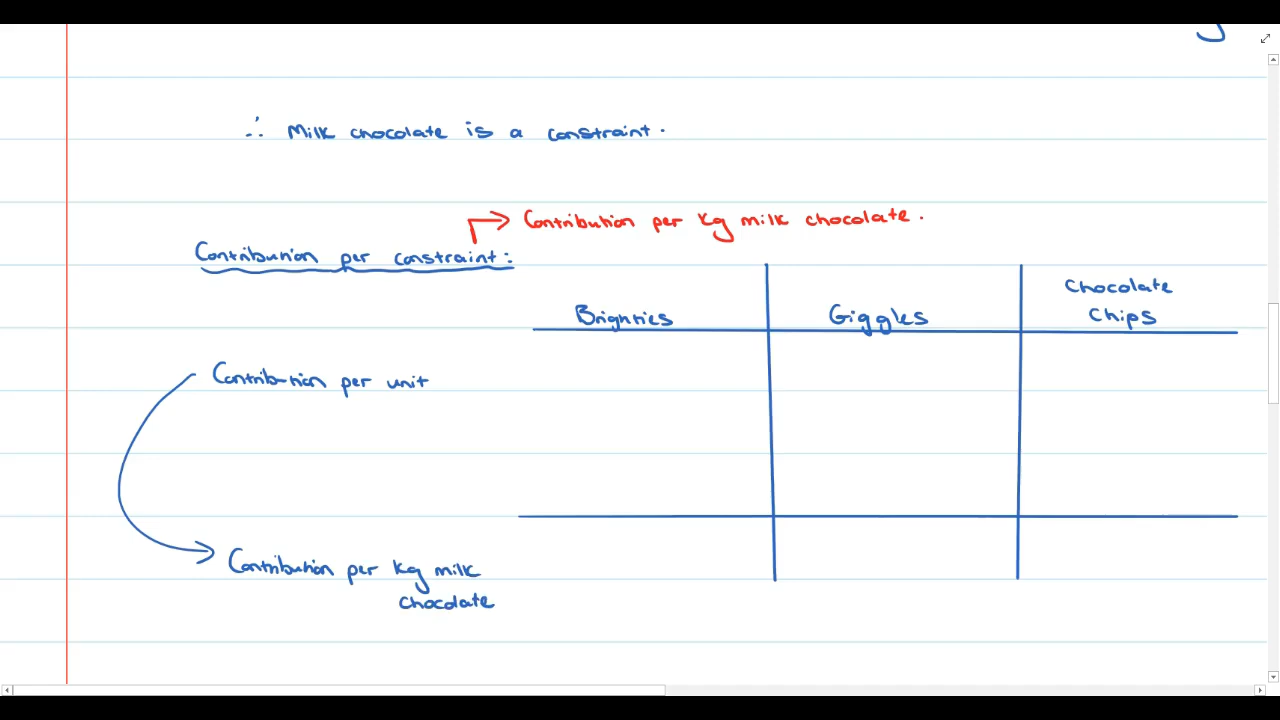 ∴ Milk chocolate is a constraint.
Contribution per kg milk chocolate.
Contribution per constraint:
Brighties Giggles Chocolate Chips
Contribution per unit
Contribution per kg milk
chocolate